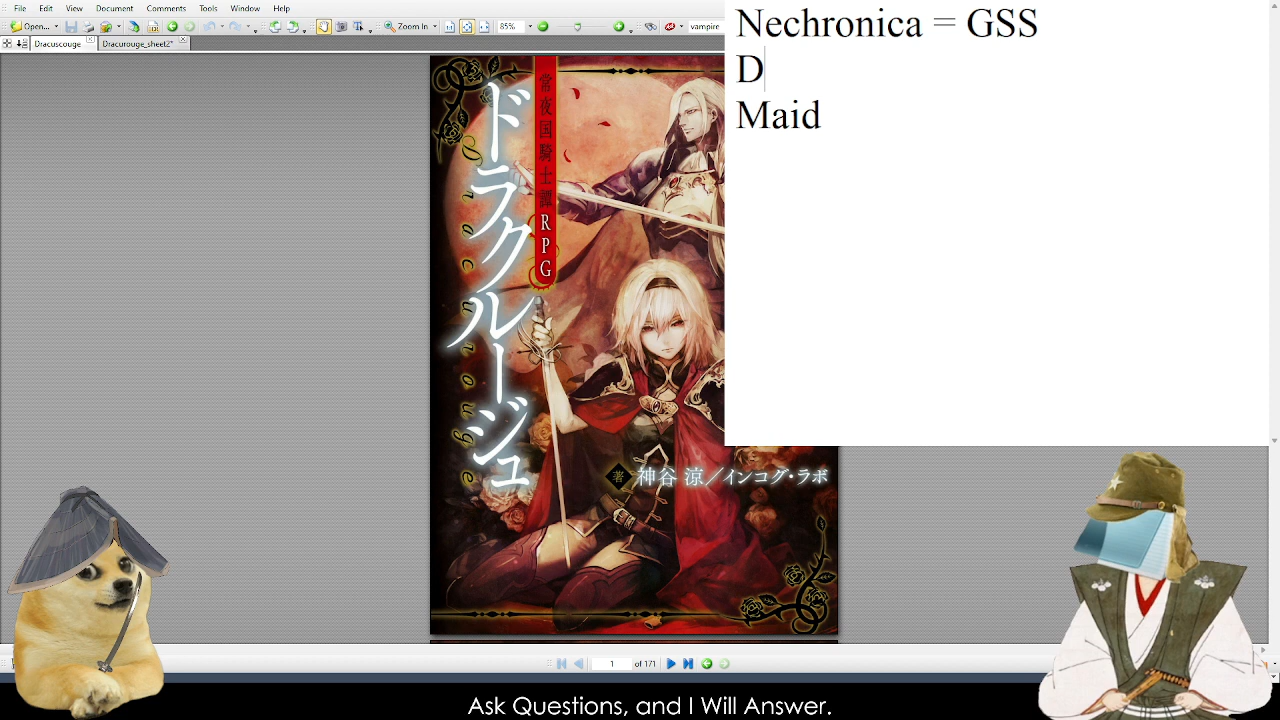 File Edit View Document Comments Tools Window Help
Open... Zoom In 85% vampire
Dracuscouge Dracurouge_sheet2*
Nechronica = GSS
D
Maid
常夜国騎士譚RPG
ドラクルージュ
Dracurouge
著 神谷 涼／インコグ・ラボ
1 of 171
Ask Questions, and I Will Answer.